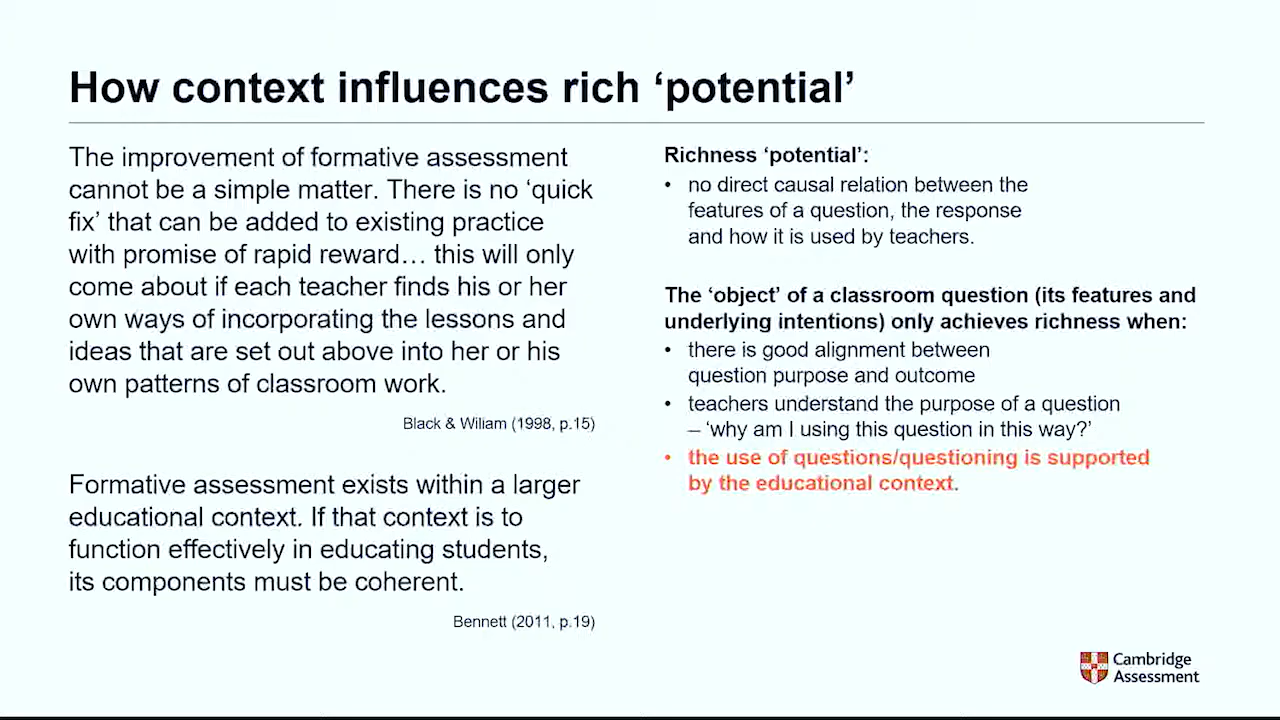 How context influences rich ‘potential’
The improvement of formative assessment
cannot be a simple matter. There is no ‘quick
fix’ that can be added to existing practice
with promise of rapid reward… this will only
come about if each teacher finds his or her
own ways of incorporating the lessons and
ideas that are set out above into her or his
own patterns of classroom work.
Black & Wiliam (1998, p.15)
Formative assessment exists within a larger
educational context. If that context is to
function effectively in educating students,
its components must be coherent.
Bennett (2011, p.19)
Richness ‘potential’:
• no direct causal relation between the
features of a question, the response
and how it is used by teachers.
The ‘object’ of a classroom question (its features and
underlying intentions) only achieves richness when:
• there is good alignment between
question purpose and outcome
• teachers understand the purpose of a question
– ‘why am I using this question in this way?’
• the use of questions/questioning is supported
by the educational context.
Cambridge
Assessment